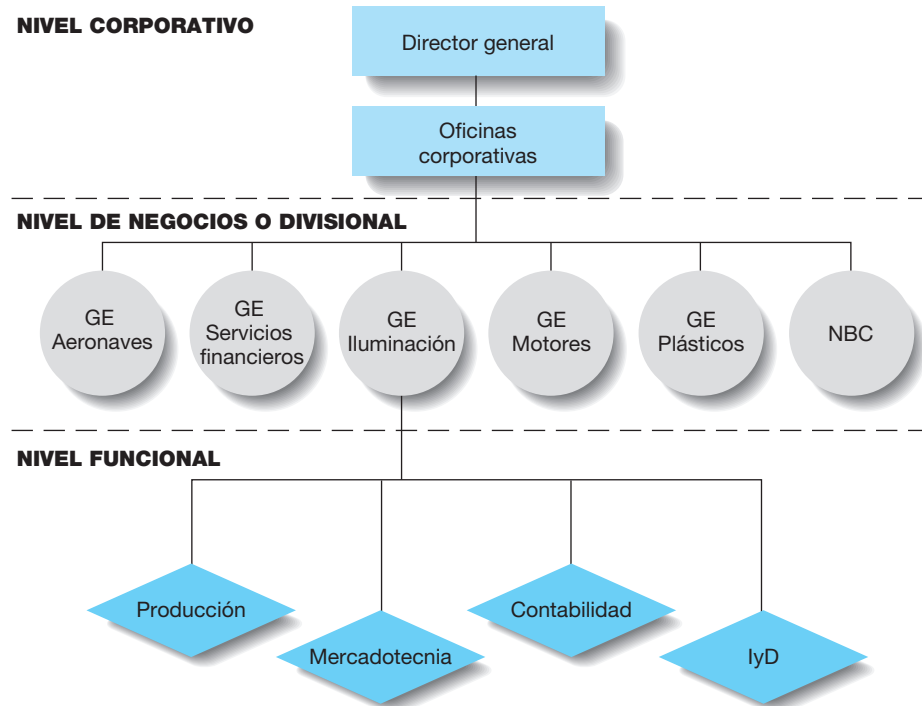 NIVEL CORPORATIVO
Director general
Oficinas
corporativas
NIVEL DE NEGOCIOS O DIVISIONAL
GE
Aeronaves
GE
Servicios
financieros
GE
Iluminación
GE
Motores
GE
Plásticos
NBC
NIVEL FUNCIONAL
Producción
Mercadotecnia
Contabilidad
IyD